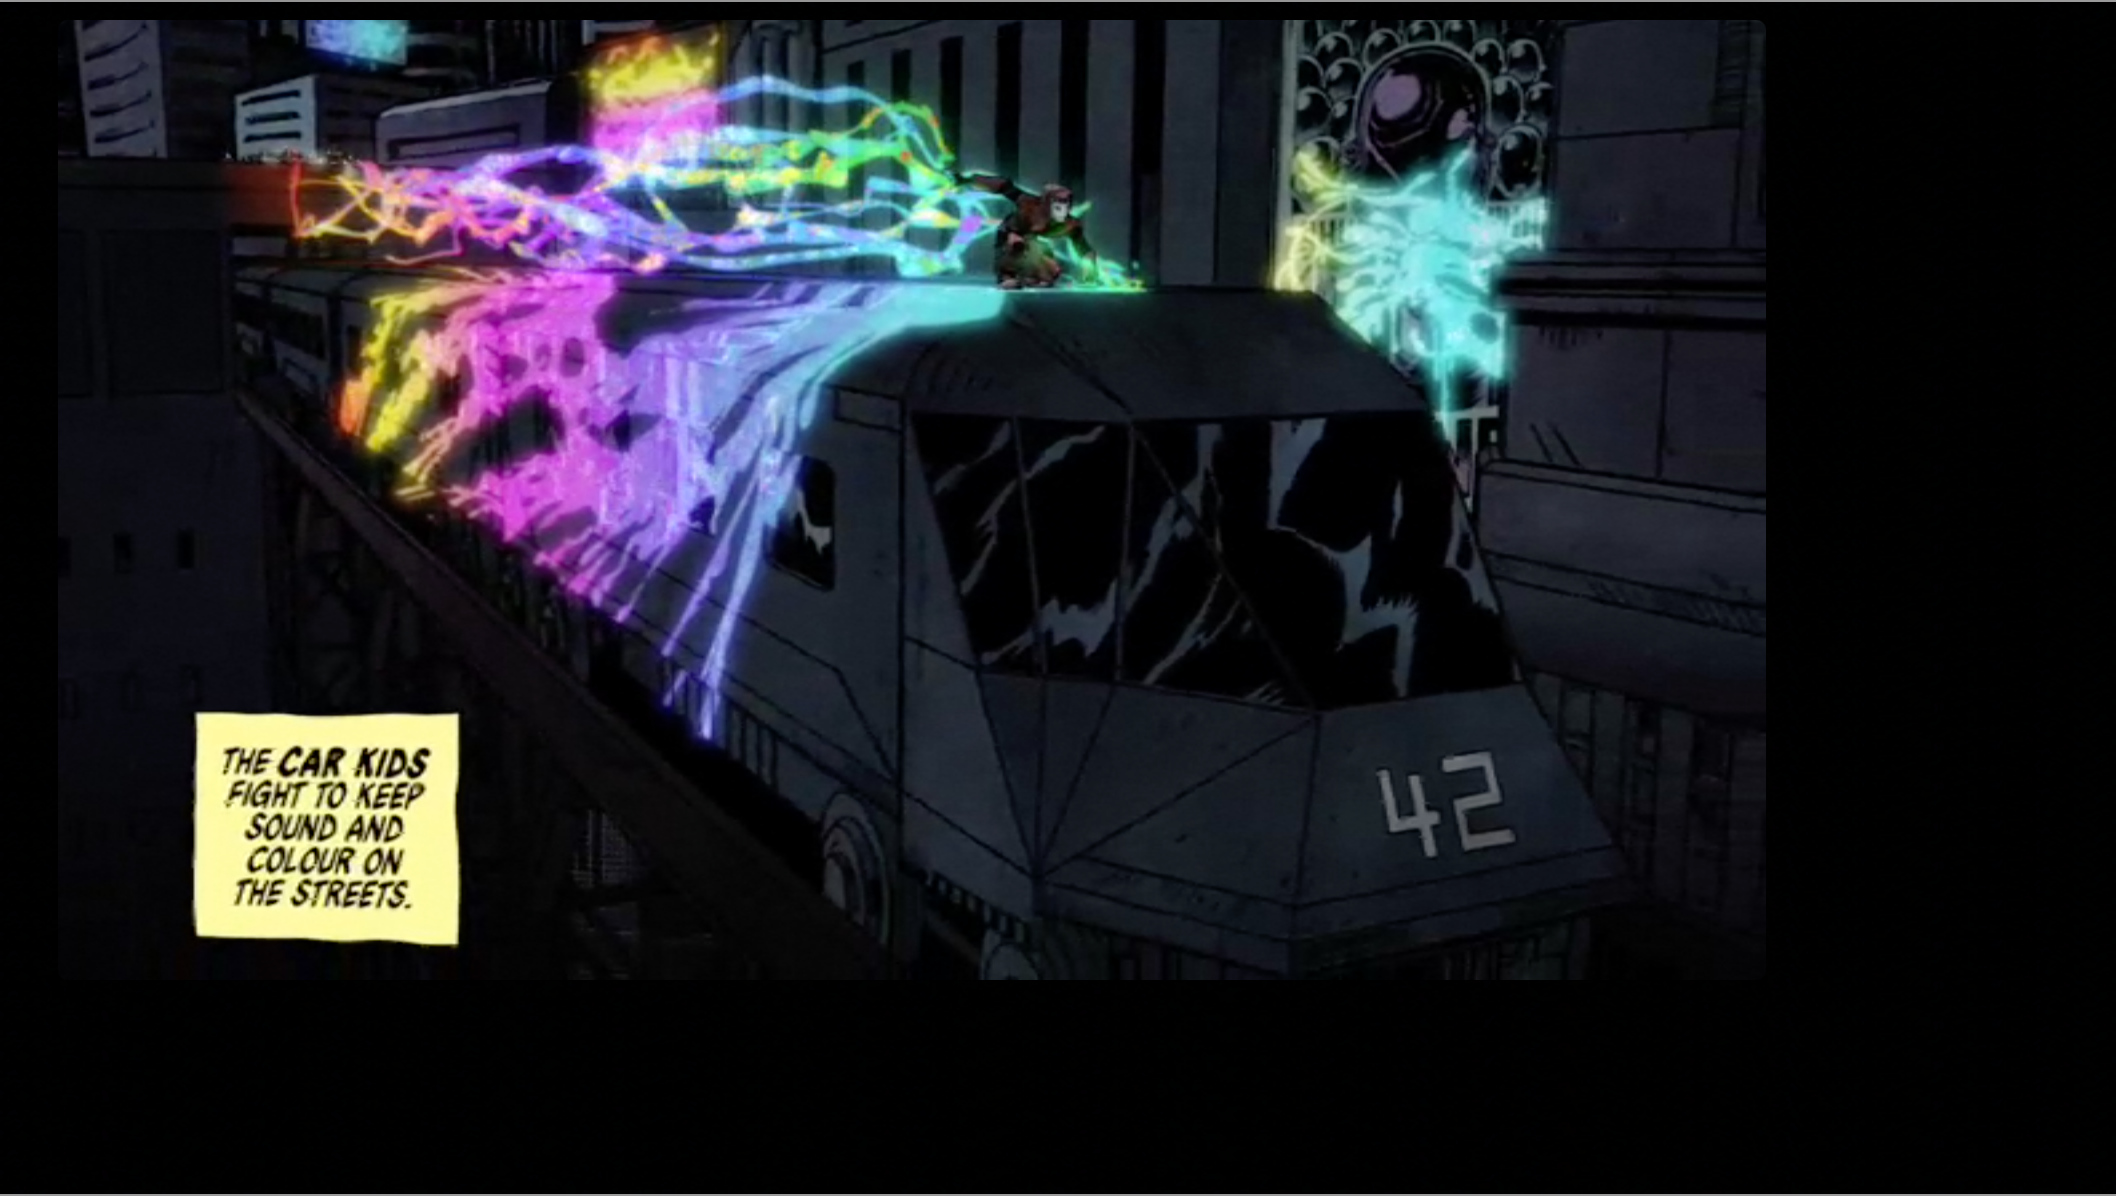 THE CAR KIDS
FIGHT TO KEEP
SOUND AND
COLOUR ON
THE STREETS.
42